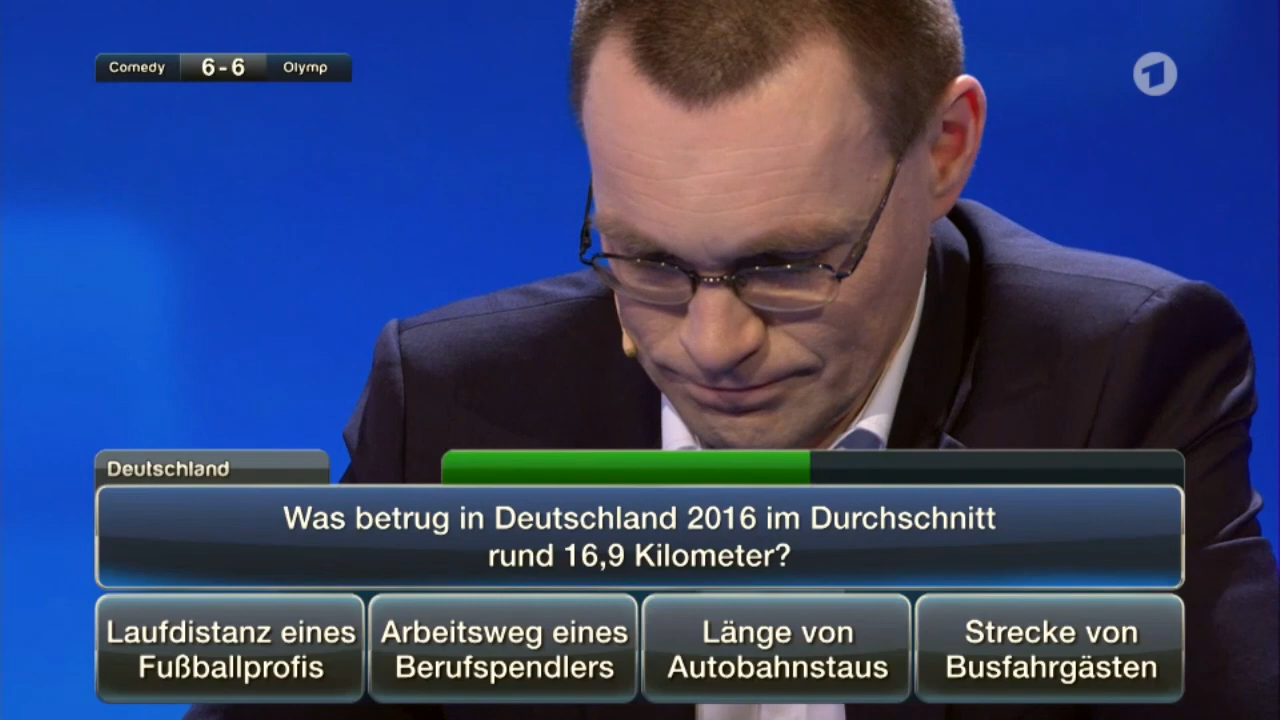 Comedy 6-6 Olymp
1
Deutschland
Was betrug in Deutschland 2016 im Durchschnitt
rund 16,9 Kilometer?
Laufdistanz eines
Fußballprofis
Arbeitsweg eines
Berufspendlers
Länge von
Autobahnstaus
Strecke von
Busfahrgästen